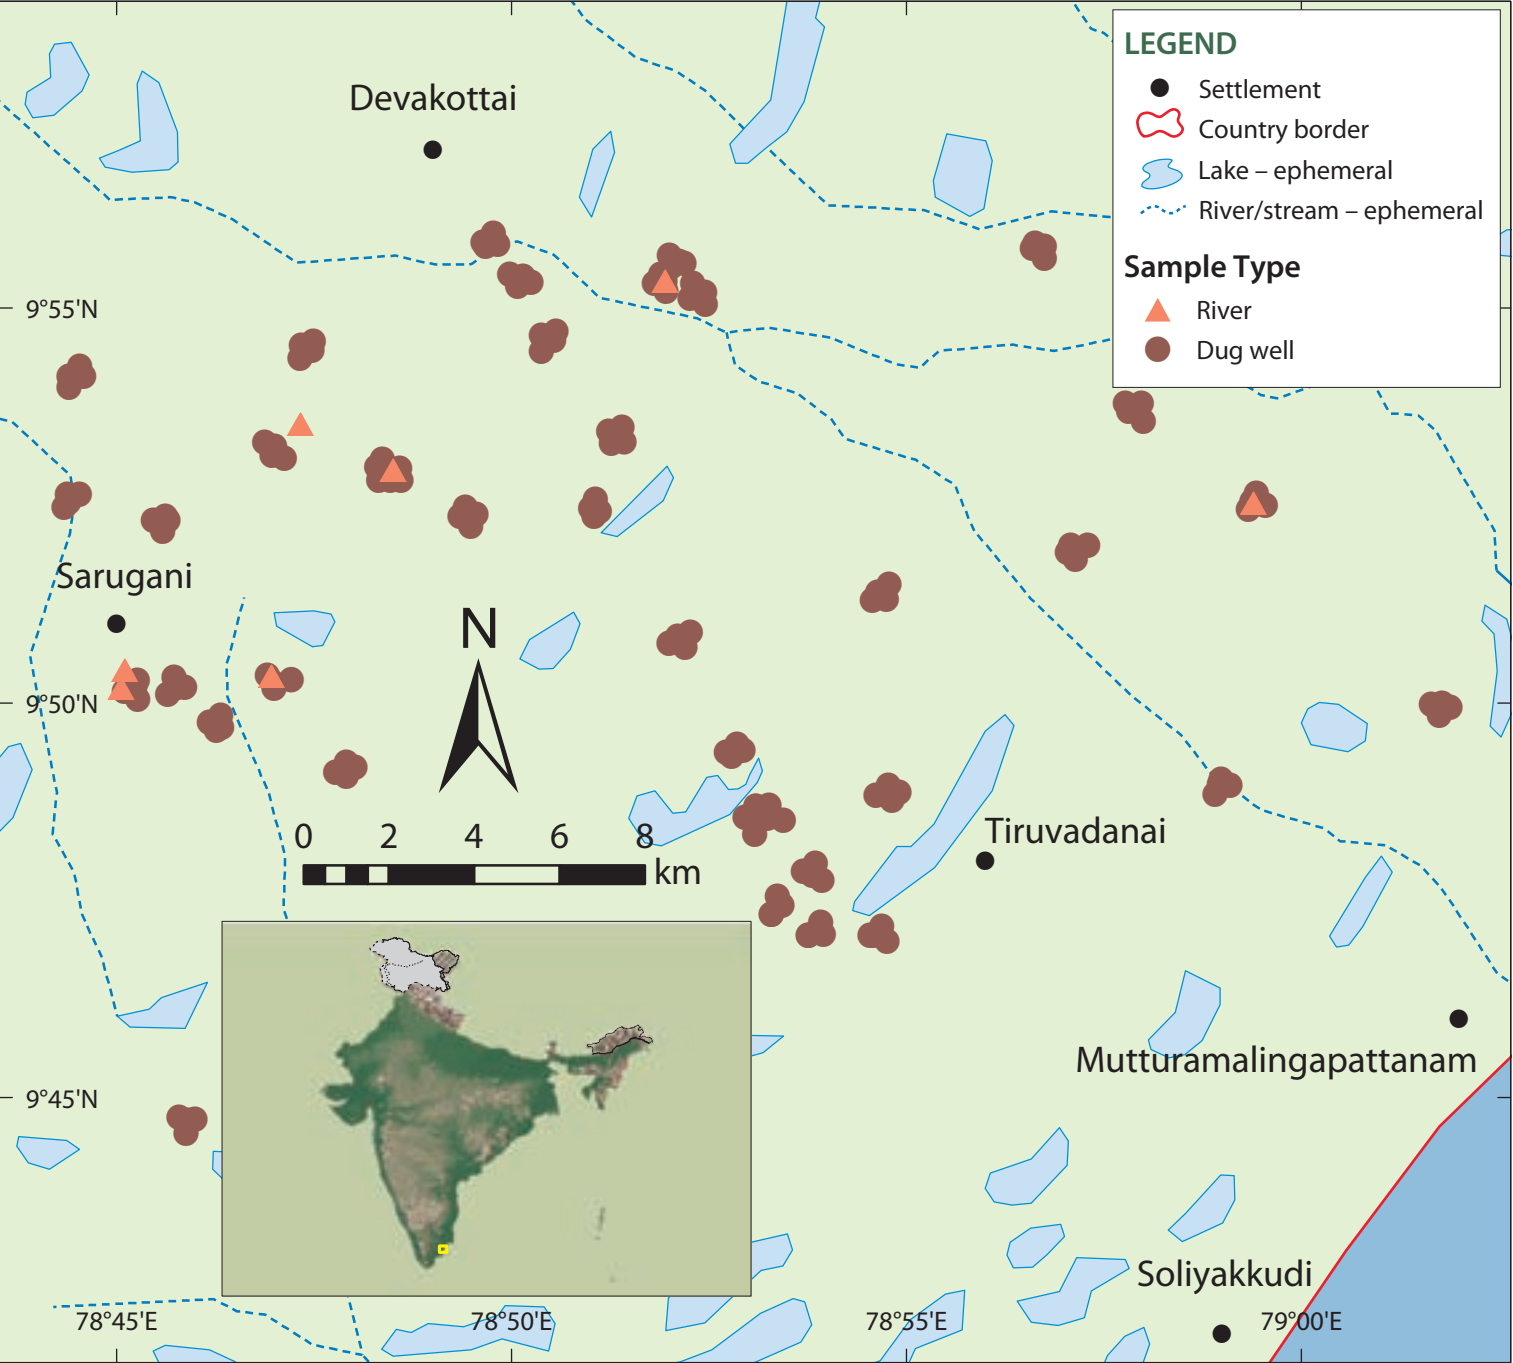 LEGEND
Settlement
Country border
Lake – ephemeral
River/stream – ephemeral
Sample Type
River
Dug well
Devakottai
9°55'N
Sarugani
N
9°50'N
0 2 4 6 8
km
Tiruvadanai
Mutturamalingapattanam
9°45'N
Soliyakkudi
78°45'E 78°50'E 78°55'E 79°00'E